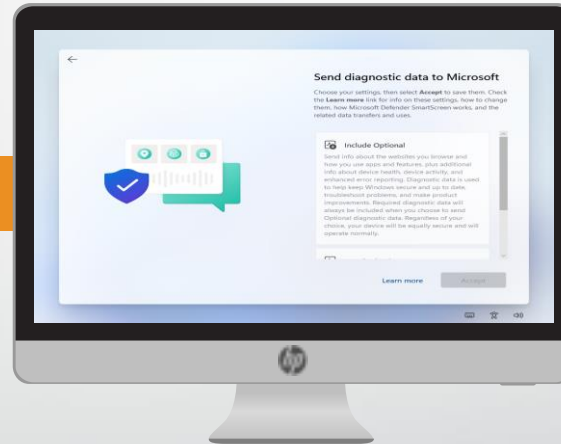 Send diagnostic data to Microsoft
Choose your settings, then select Accept to save them. Check
the Learn more link for info on these settings, how to change
them, how Microsoft Defender SmartScreen works, and the
related data transfers and uses.
Include Optional
Send info about the websites you browse and
how you use apps and features, plus additional
info about device health, device activity, and
enhanced error reporting. Diagnostic data is used
to help keep Windows secure and up to date,
troubleshoot problems, and make product
improvements. Required diagnostic data will
always be included when you choose to send
Optional diagnostic data. Regardless of your
choice, your device will be equally secure and will
operate normally.
Learn more
Accept
hp